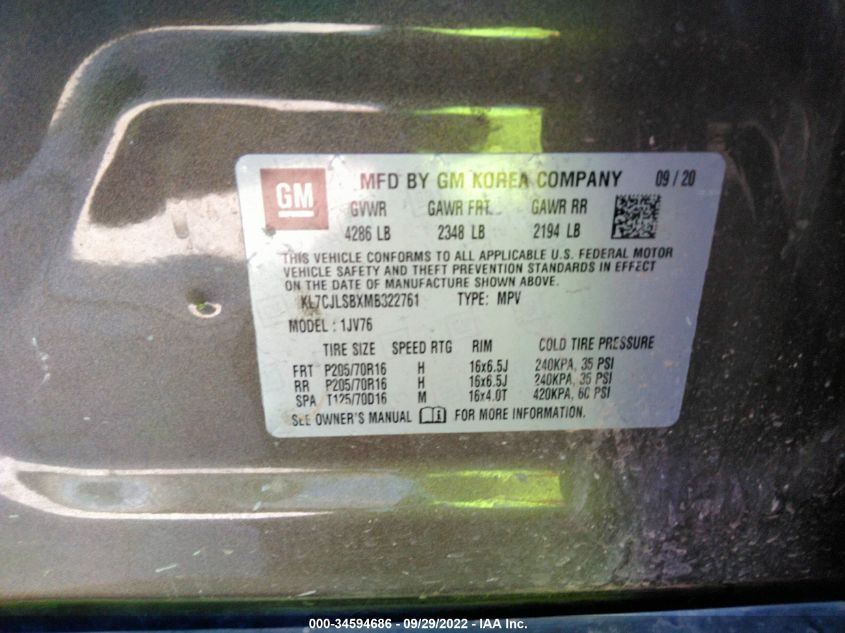 GM
MFD BY GM KOREA COMPANY 09 / 20
GVWR GAWR FRT GAWR RR
4286 LB 2348 LB 2194 LB
THIS VEHICLE CONFORMS TO ALL APPLICABLE U.S. FEDERAL MOTOR
VEHICLE SAFETY AND THEFT PREVENTION STANDARDS IN EFFECT
ON THE DATE OF MANUFACTURE SHOWN ABOVE.
KL7CJLSBXMB322761 TYPE: MPV
MODEL : 1JV76
TIRE SIZE SPEED RTG RIM COLD TIRE PRESSURE
FRT P205/70R16 H 16x6.5J 240KPA, 35 PSI
RR P205/70R16 H 16x6.5J 240KPA, 35 PSI
SPA T125/70D16 M 16x4.0T 420KPA, 60 PSI
SEE OWNER'S MANUAL i FOR MORE INFORMATION.
000-34594686 - 09/29/2022 - IAA Inc.